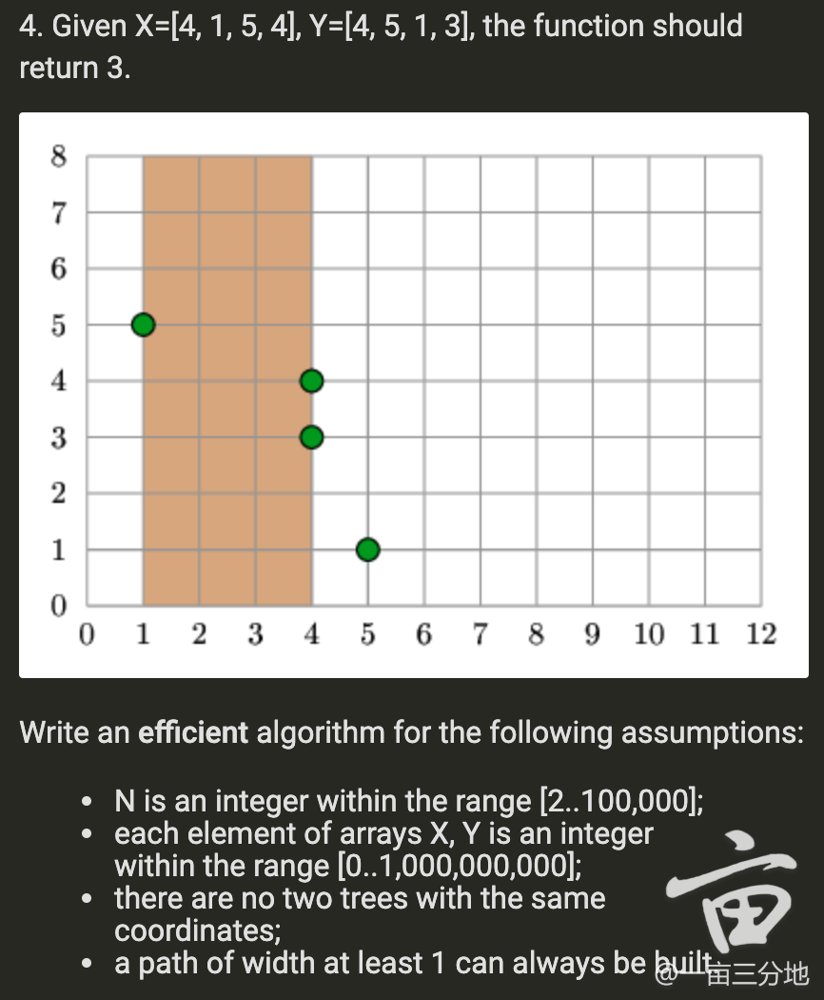 4. Given X=[4, 1, 5, 4], Y=[4, 5, 1, 3], the function should
return 3.
8
7
6
5
4
3
2
1
0
0 1 2 3 4 5 6 7 8 9 10 11 12
Write an efficient algorithm for the following assumptions:
• N is an integer within the range [2..100,000];
• each element of arrays X, Y is an integer
within the range [0..1,000,000,000];
• there are no two trees with the same
coordinates;
• a path of width at least 1 can always be built.
亩
@一亩三分地